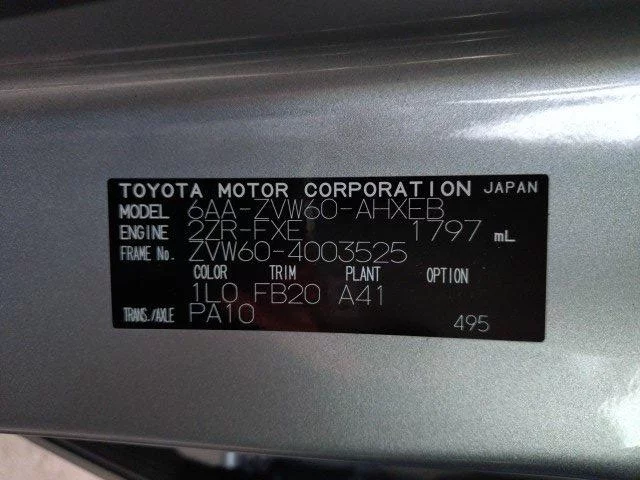 TOYOTA MOTOR CORPORATION JAPAN
MODEL 6AA-ZVW60-AHXEB
ENGINE 2ZR-FXE 1797 mL
FRAME No. ZVW60-4003525
COLOR TRIM PLANT OPTION
1L0 FB20 A41
TRANS./AXLE PA10 495